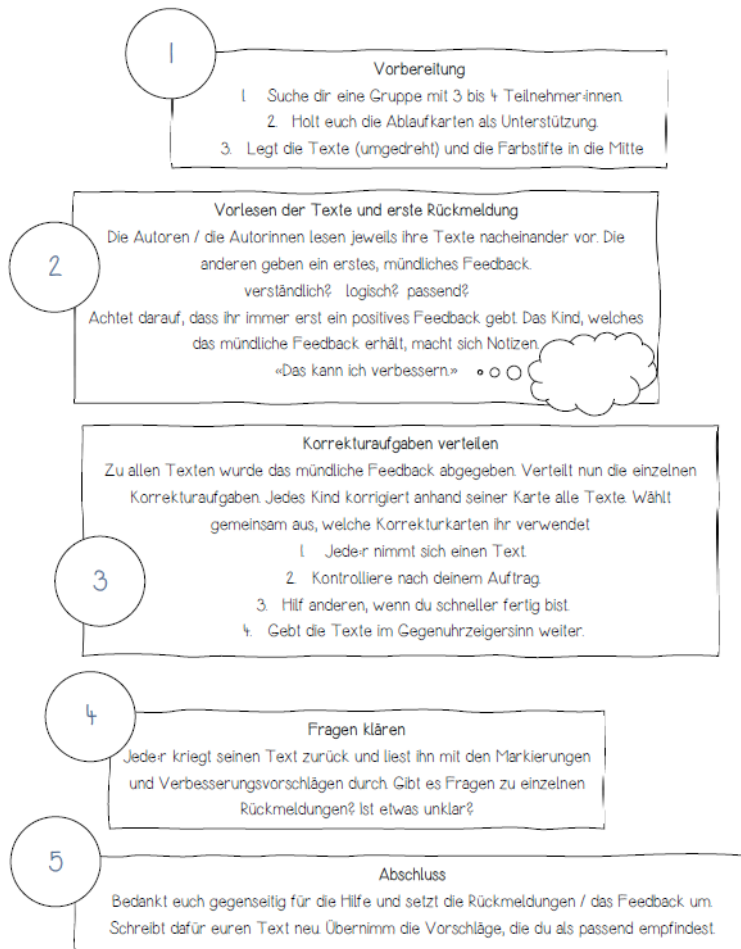 1
Vorbereitung
1. Suche dir eine Gruppe mit 3 bis 4 Teilnehmer:innen.
2. Holt euch die Ablaufkarten als Unterstützung.
3. Legt die Texte (umgedreht) und die Farbstifte in die Mitte
2
Vorlesen der Texte und erste Rückmeldung
Die Autoren / die Autorinnen lesen jeweils ihre Texte nacheinander vor. Die
anderen geben ein erstes, mündliches Feedback.
verständlich? logisch? passend?
Achtet darauf, dass ihr immer erst ein positives Feedback gebt. Das Kind, welches
das mündliche Feedback erhält, macht sich Notizen.
«Das kann ich verbessern.»
3
Korrekturaufgaben verteilen
Zu allen Texten wurde das mündliche Feedback abgegeben. Verteilt nun die einzelnen
Korrekturaufgaben. Jedes Kind korrigiert anhand seiner Karte alle Texte. Wählt
gemeinsam aus, welche Korrekturkarten ihr verwendet
1. Jede:r nimmt sich einen Text.
2. Kontrolliere nach deinem Auftrag.
3. Hilf anderen, wenn du schneller fertig bist.
4. Gebt die Texte im Gegenuhrzeigersinn weiter.
4
Fragen klären
Jede:r kriegt seinen Text zurück und liest ihn mit den Markierungen
und Verbesserungsvorschlägen durch. Gibt es Fragen zu einzelnen
Rückmeldungen? Ist etwas unklar?
5
Abschluss
Bedankt euch gegenseitig für die Hilfe und setzt die Rückmeldungen / das Feedback um.
Schreibt dafür euren Text neu. Übernimm die Vorschläge, die du als passend empfindest.